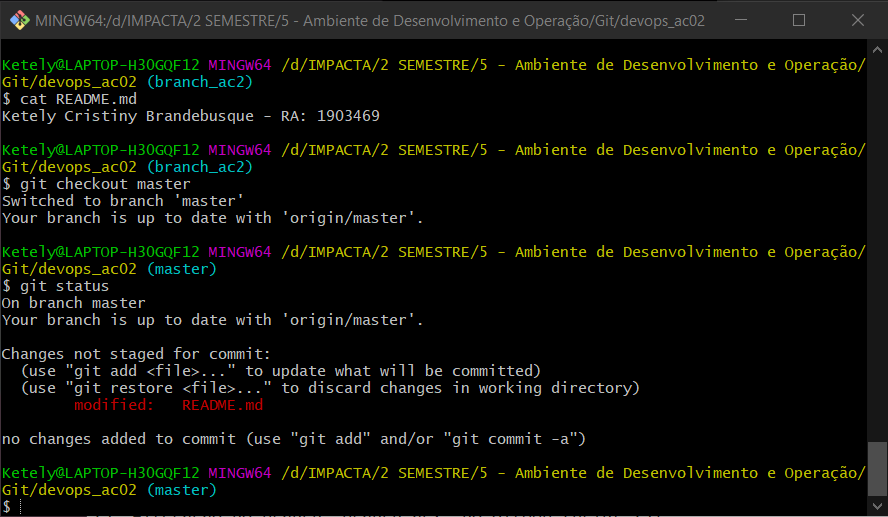 MINGW64:/d/IMPACTA/2 SEMESTRE/5 - Ambiente de Desenvolvimento e Operação/Git/devops_ac02
Ketely@LAPTOP-H30GQF12 MINGW64 /d/IMPACTA/2 SEMESTRE/5 - Ambiente de Desenvolvimento e Operação/
Git/devops_ac02 (branch_ac2)
$ cat README.md
Ketely Cristiny Brandebusque - RA: 1903469
Ketely@LAPTOP-H30GQF12 MINGW64 /d/IMPACTA/2 SEMESTRE/5 - Ambiente de Desenvolvimento e Operação/
Git/devops_ac02 (branch_ac2)
$ git checkout master
Switched to branch 'master'
Your branch is up to date with 'origin/master'.
Ketely@LAPTOP-H30GQF12 MINGW64 /d/IMPACTA/2 SEMESTRE/5 - Ambiente de Desenvolvimento e Operação/
Git/devops_ac02 (master)
$ git status
On branch master
Your branch is up to date with 'origin/master'.
Changes not staged for commit:
  (use "git add <file>..." to update what will be committed)
  (use "git restore <file>..." to discard changes in working directory)
        modified:   README.md
no changes added to commit (use "git add" and/or "git commit -a")
Ketely@LAPTOP-H30GQF12 MINGW64 /d/IMPACTA/2 SEMESTRE/5 - Ambiente de Desenvolvimento e Operação/
Git/devops_ac02 (master)
$